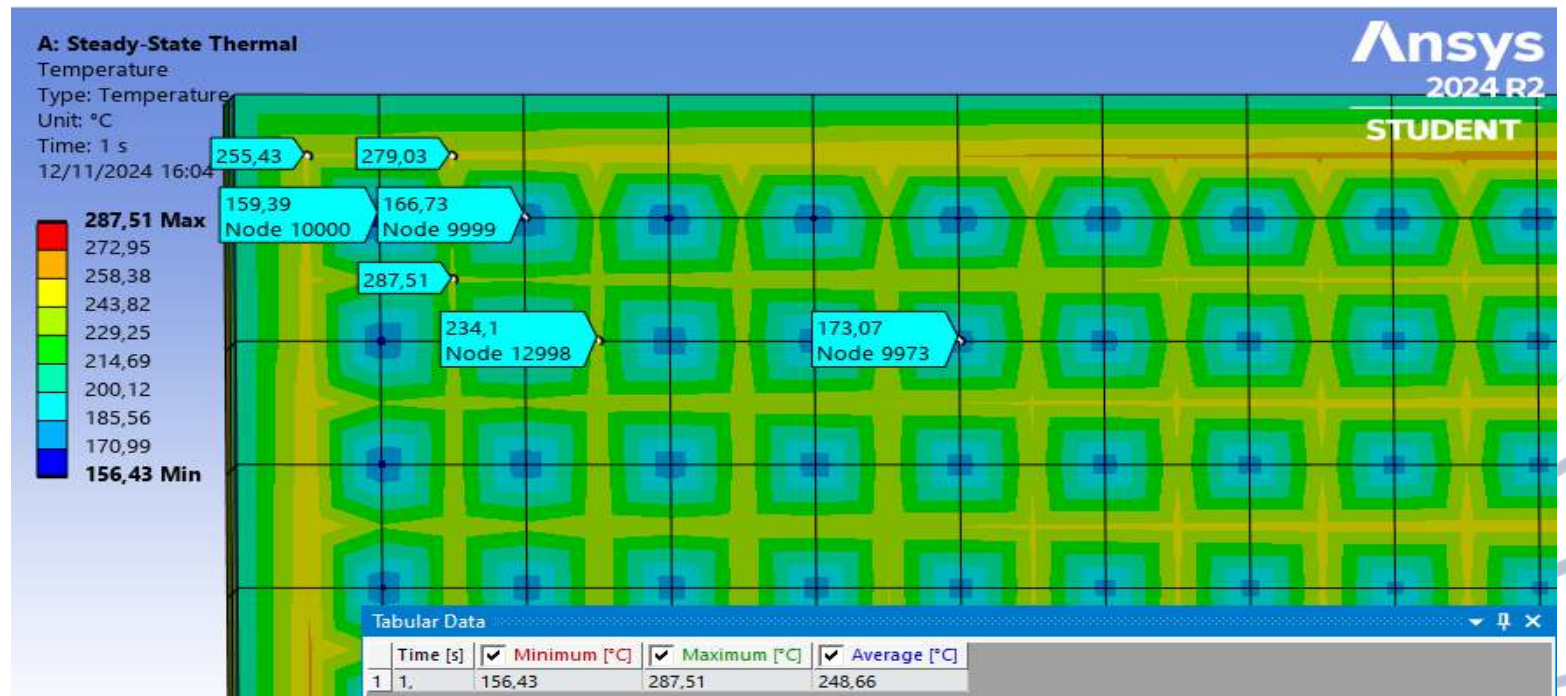 A: Steady-State Thermal
Temperature
Type: Temperature
Unit: °C
Time: 1 s
12/11/2024 16:04
287,51 Max
272,95
258,38
243,82
229,25
214,69
200,12
185,56
170,99
156,43 Min
Ansys
2024 R2
STUDENT
255,43
279,03
159,39
Node 10000
166,73
Node 9999
287,51
234,1
Node 12998
173,07
Node 9973
Tabular Data
Time [s] Minimum [°C] Maximum [°C] Average [°C]
1 1, 156,43 287,51 248,66